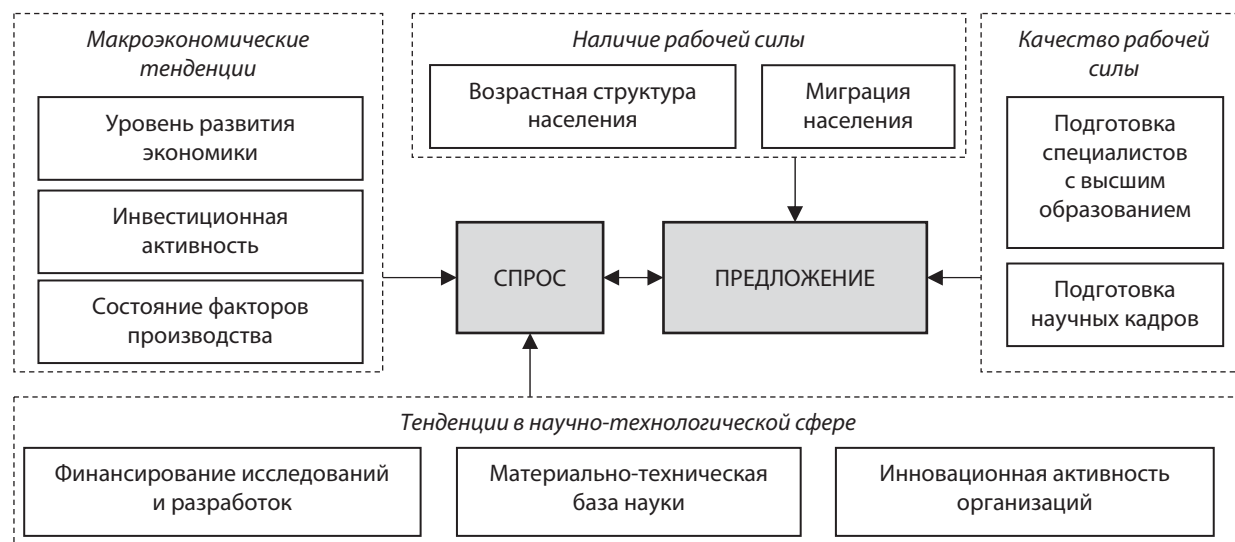 Макроэкономические
тенденции
Уровень развития
экономики
Инвестиционная
активность
Состояние факторов
производства
Наличие рабочей силы
Возрастная структура
населения
Миграция
населения
Качество рабочей
силы
Подготовка
специалистов
с высшим
образованием
Подготовка
научных кадров
СПРОС
ПРЕДЛОЖЕНИЕ
Тенденции в научно-технологической сфере
Финансирование исследований
и разработок
Материально-техническая
база науки
Инновационная активность
организаций